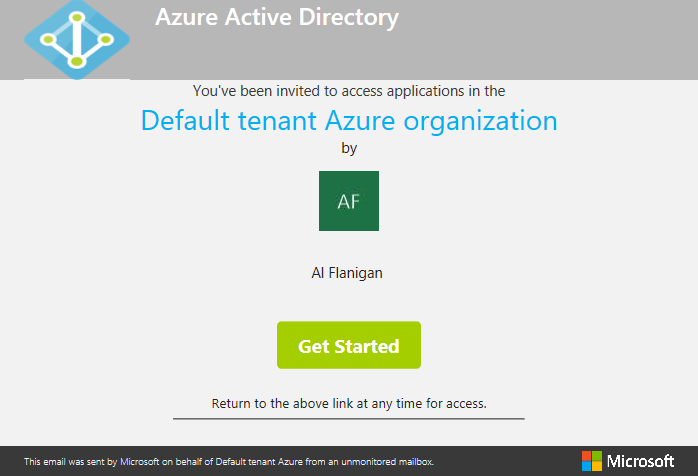 Azure Active Directory
You've been invited to access applications in the
Default tenant Azure organization
by
AF
Al Flanigan
Get Started
Return to the above link at any time for access.
This email was sent by Microsoft on behalf of Default tenant Azure from an unmonitored mailbox.
Microsoft